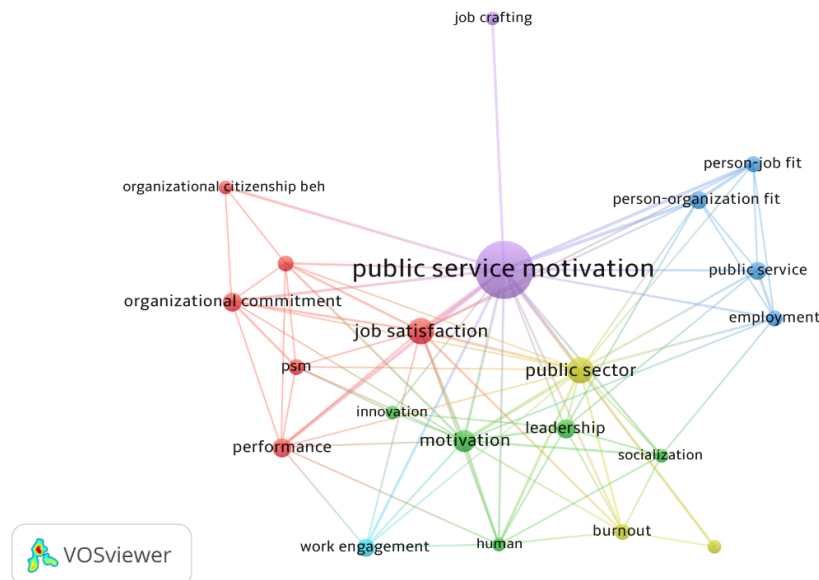 job crafting
person-job fit
organizational citizenship beh
person-organization fit
public service motivation
public service
organizational commitment
employment
job satisfaction
psm
public sector
innovation
leadership
motivation
performance
socialization
burnout
work engagement
human
VOSviewer